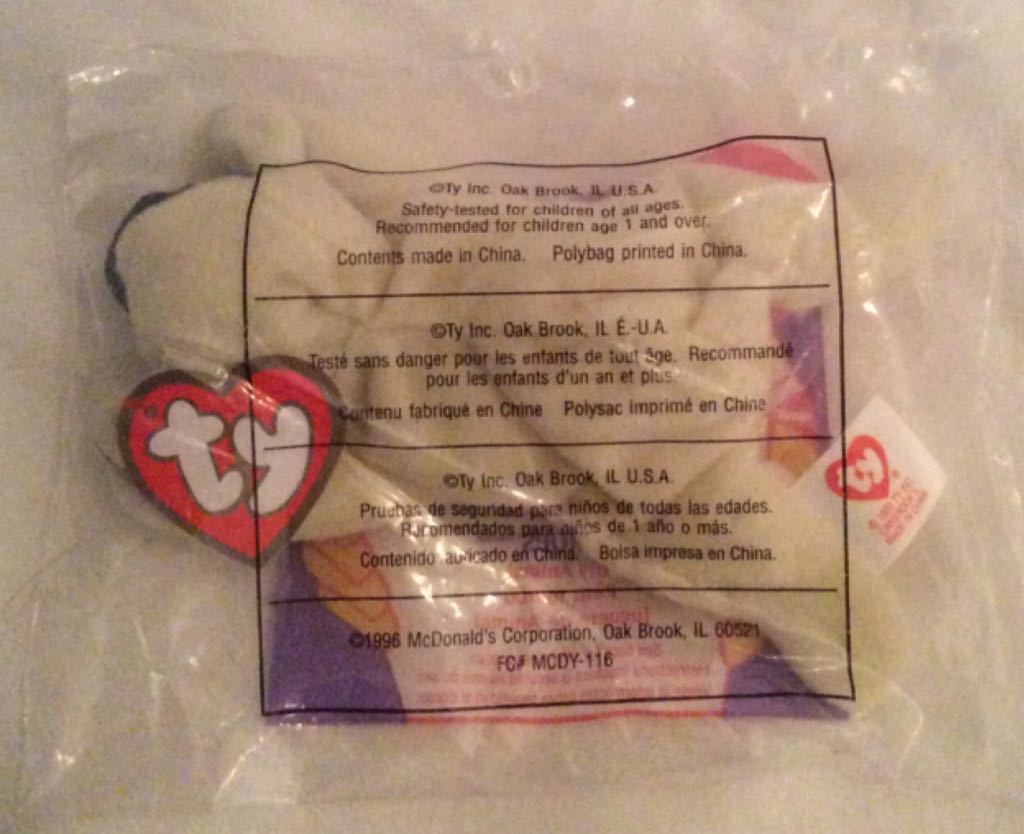 ©Ty Inc. Oak Brook, IL U.S.A.
Safety-tested for children of all ages.
Recommended for children age 1 and over.
Contents made in China. Polybag printed in China.
©Ty Inc. Oak Brook, IL É.-U.A.
Testé sans danger pour les enfants de tout âge. Recommandé
pour les enfants d'un an et plus.
Contenu fabriqué en Chine Polysac imprimé en Chine
©Ty Inc. Oak Brook, IL U.S.A.
Pruebas de seguridad para niños de todas las edades.
Recomendados para niños de 1 año o más.
Contenido fabricado en China. Bolsa impresa en China.
©1996 McDonald's Corporation, Oak Brook, IL 60521
FC# MCDY-116
ty
ty